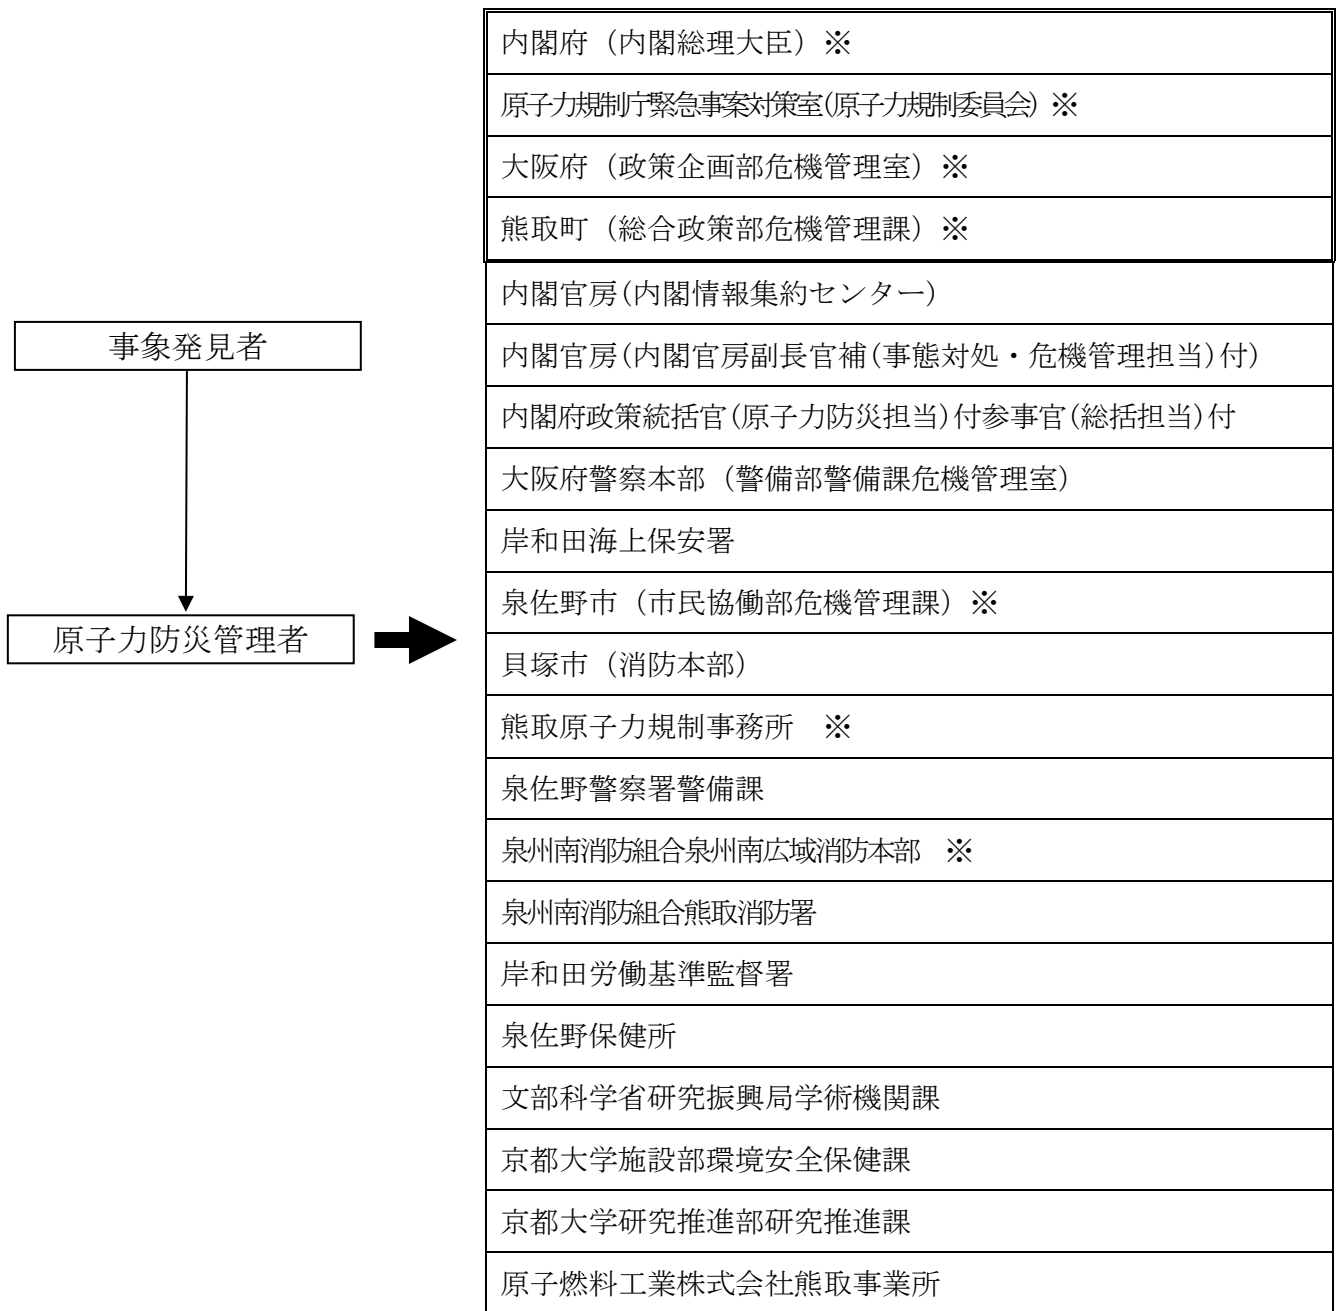 内閣府（内閣総理大臣）※
原子力規制庁緊急事案対策室(原子力規制委員会) ※
大阪府（政策企画部危機管理室）※
熊取町（総合政策部危機管理課）※
内閣官房(内閣情報集約センター)
内閣官房(内閣官房副長官補(事態対処・危機管理担当)付)
内閣府政策統括官(原子力防災担当)付参事官(総括担当)付
大阪府警察本部（警備部警備課危機管理室）
岸和田海上保安署
泉佐野市（市民協働部危機管理課）※
貝塚市（消防本部）
熊取原子力規制事務所　※
泉佐野警察署警備課
泉州南消防組合泉州南広域消防本部　※
泉州南消防組合熊取消防署
岸和田労働基準監督署
泉佐野保健所
文部科学省研究振興局学術機関課
京都大学施設部環境安全保健課
京都大学研究推進部研究推進課
原子燃料工業株式会社熊取事業所
事象発見者
原子力防災管理者